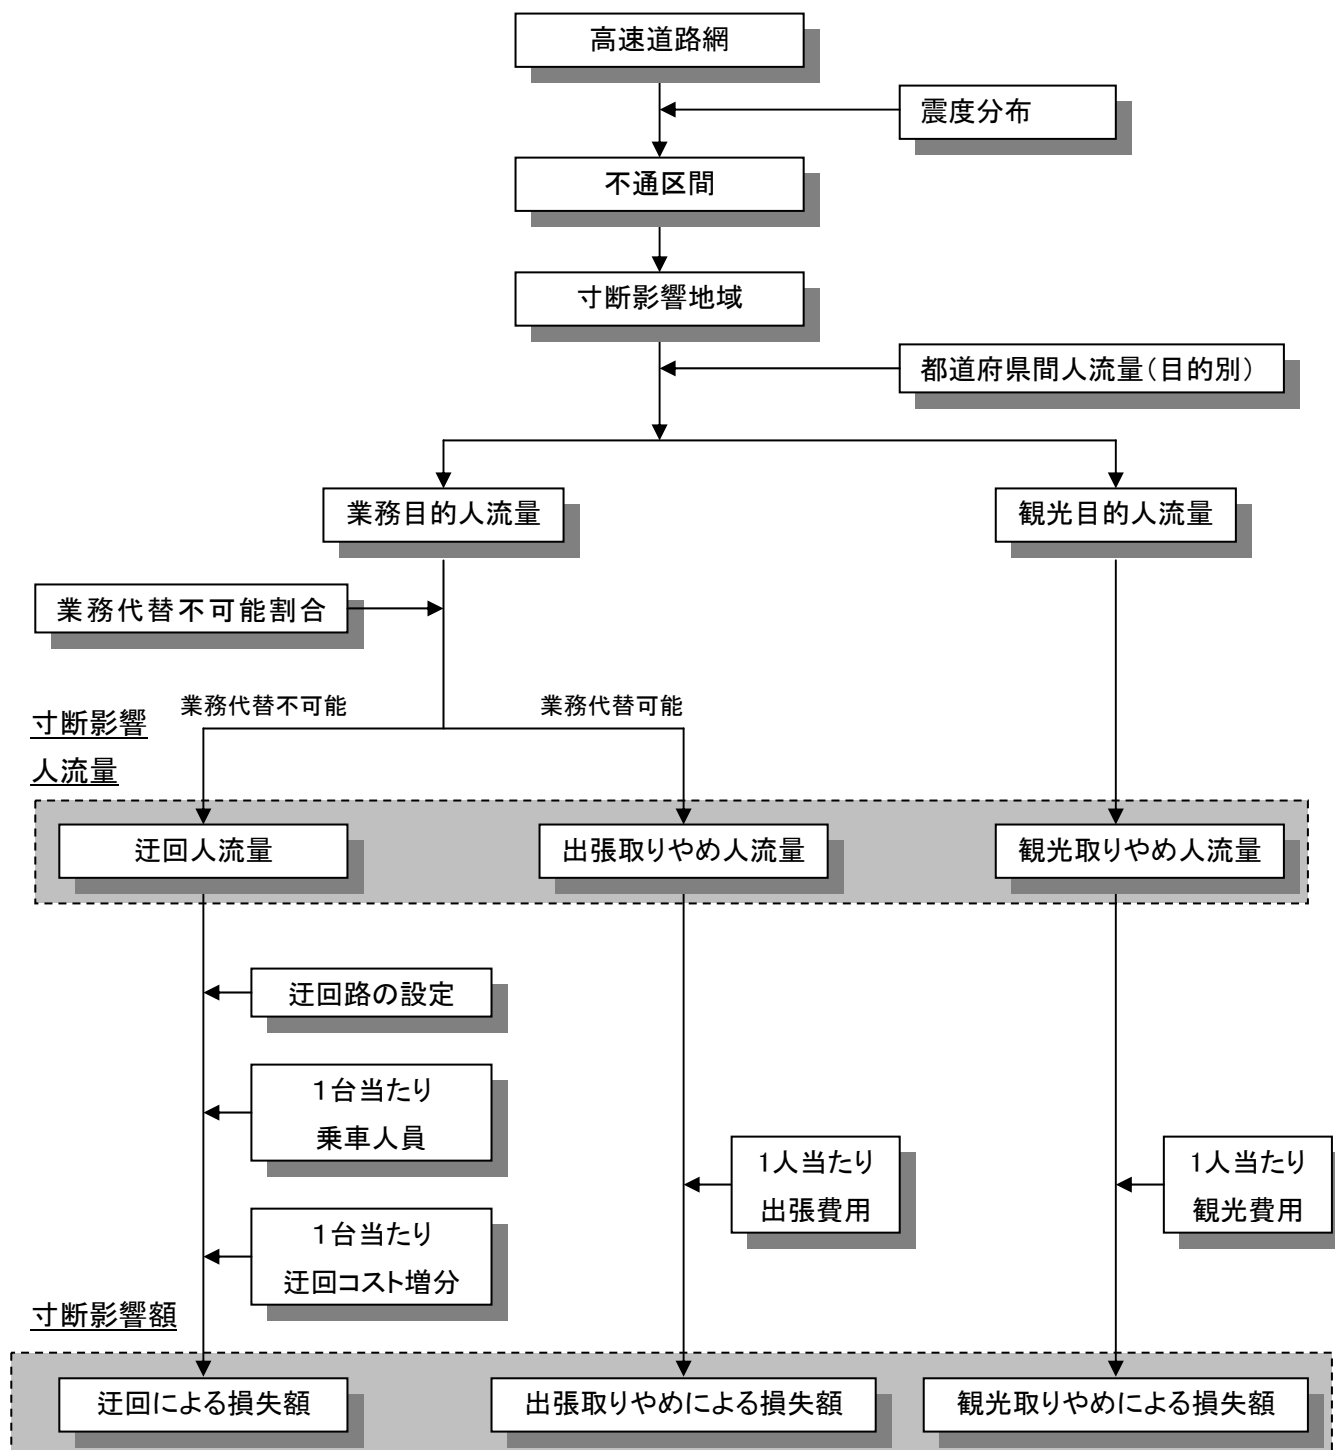 高速道路網
震度分布
不通区間
寸断影響地域
都道府県間人流量（目的別）
業務目的人流量
観光目的人流量
業務代替不可能割合
業務代替不可能
業務代替可能
寸断影響
人流量
迂回人流量
出張取りやめ人流量
観光取りやめ人流量
迂回路の設定
１台当たり
乗車人員
1人当たり
出張費用
1人当たり
観光費用
１台当たり
迂回コスト増分
寸断影響額
迂回による損失額
出張取りやめによる損失額
観光取りやめによる損失額